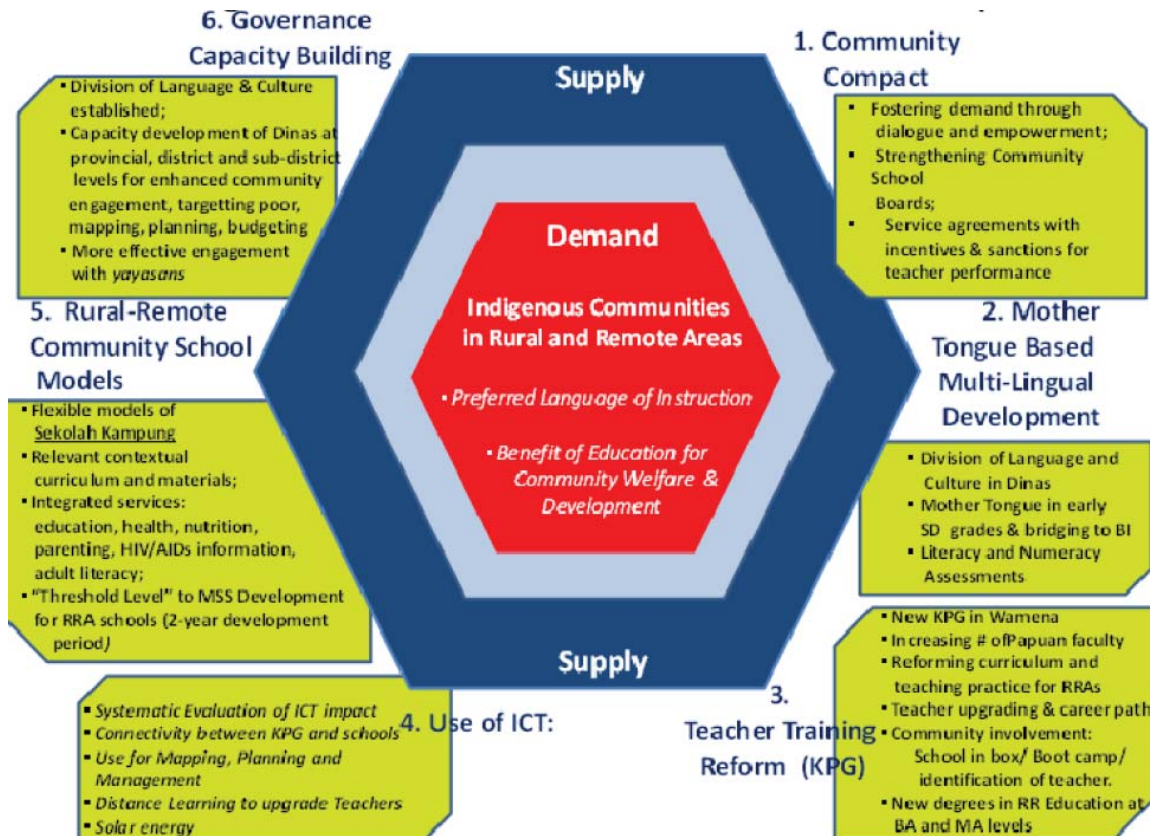 6. Governance
Capacity Building
▪ Division of Language & Culture
established;
▪ Capacity development of Dinas at
provincial, district and sub-district
levels for enhanced community
engagement, targetting poor,
mapping, planning, budgeting
▪ More effective engagement
with yayasans
1. Community
Compact
▪ Fostering demand through
dialogue and empowerment;
▪ Strengthening Community
School
Boards;
▪ Service agreements with
incentives & sanctions for
teacher performance
Supply
Demand
Indigenous Communities
in Rural and Remote Areas
▪ Preferred Language of Instruction
▪ Benefit of Education for
Community Welfare &
Development
Supply
5. Rural-Remote
Community School
Models
▪ Flexible models of
Sekolah Kampung
▪ Relevant contextual
curriculum and materials;
▪ Integrated services:
education, health, nutrition,
parenting, HIV/AIDs information,
adult literacy;
▪ "Threshold Level" to MSS Development
for RRA schools (2-year development
period)
2. Mother
Tongue Based
Multi-Lingual
Development
▪ Division of Language and
Culture in Dinas
▪ Mother Tongue in early
SD grades & bridging to BI
▪ Literacy and Numeracy
Assessments
4. Use of ICT:
▪ Systematic Evaluation of ICT impact
▪ Connectivity between KPG and schools
▪ Use for Mapping, Planning and
Management
▪ Distance Learning to upgrade Teachers
▪ Solar energy
3.
Teacher Training
Reform (KPG)
▪ New KPG in Wamena
▪ Increasing # ofPapuan faculty
▪ Reforming curriculum and
teaching practice for RRAs
▪ Teacher upgrading & career path
▪ Community involvement:
School in box/ Boot camp/
identification of teacher.
▪ New degrees in RR Education at
BA and MA levels